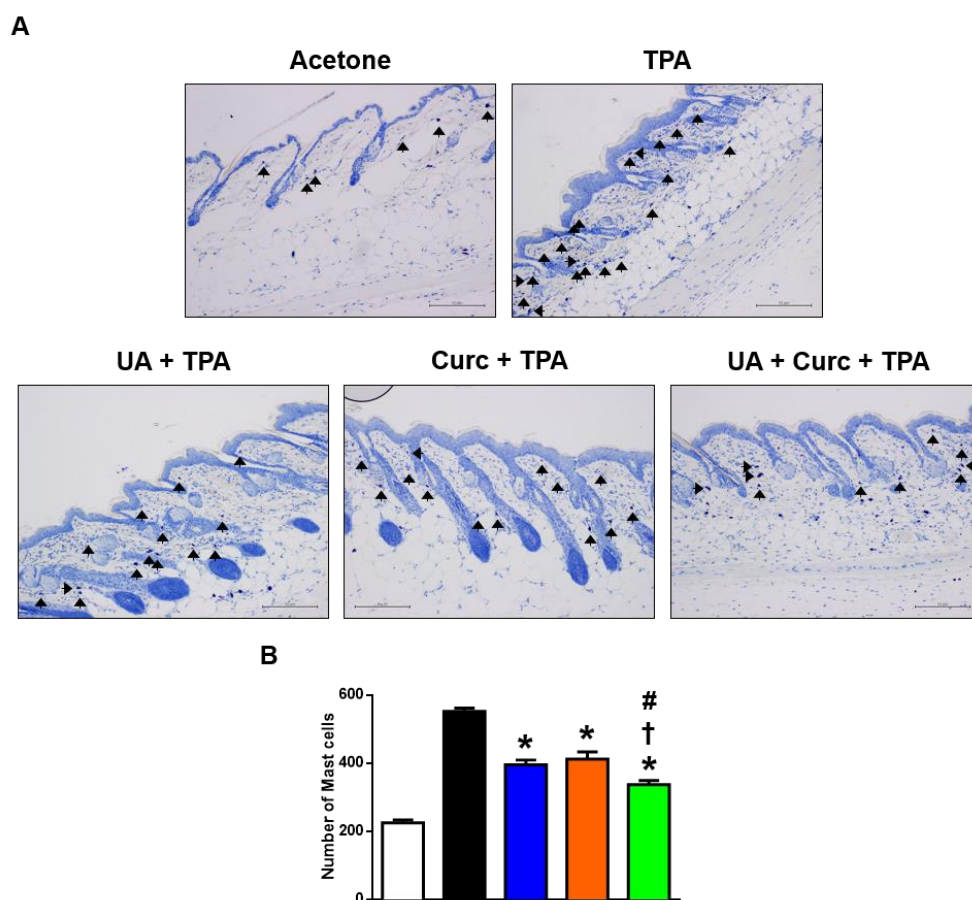 A
Acetone
TPA
UA + TPA
Curc + TPA
UA + Curc + TPA
B
Number of Mast cells
600
400
200
0
*
*
#
†
*